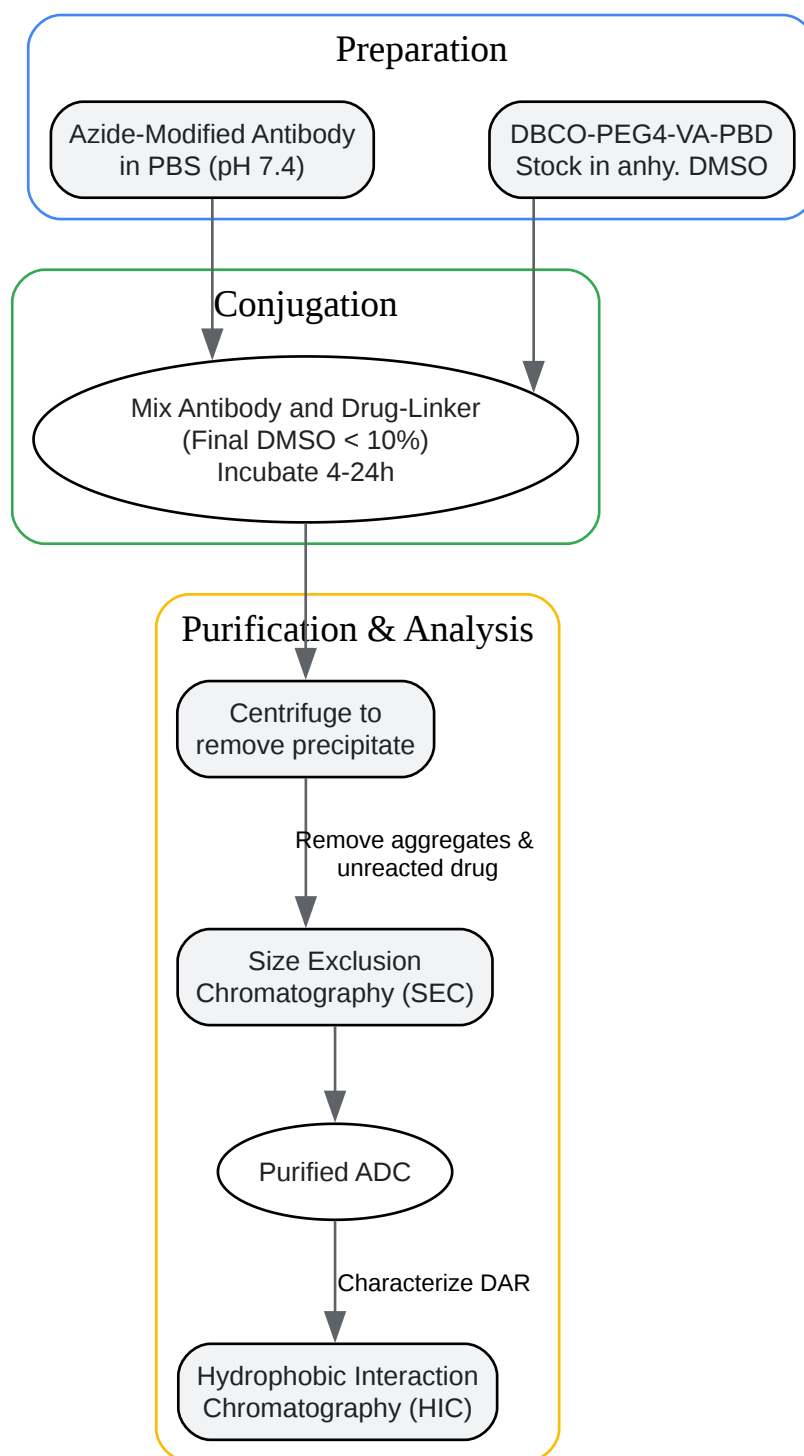 Preparation
Azide-Modified Antibody
in PBS (pH 7.4)
DBCO-PEG4-VA-PBD
Stock in anhy. DMSO
Conjugation
Mix Antibody and Drug-Linker
(Final DMSO < 10%)
Incubate 4-24h
Purification & Analysis
Centrifuge to
remove precipitate
Remove aggregates &
unreacted drug
Size Exclusion
Chromatography (SEC)
Purified ADC
Characterize DAR
Hydrophobic Interaction
Chromatography (HIC)